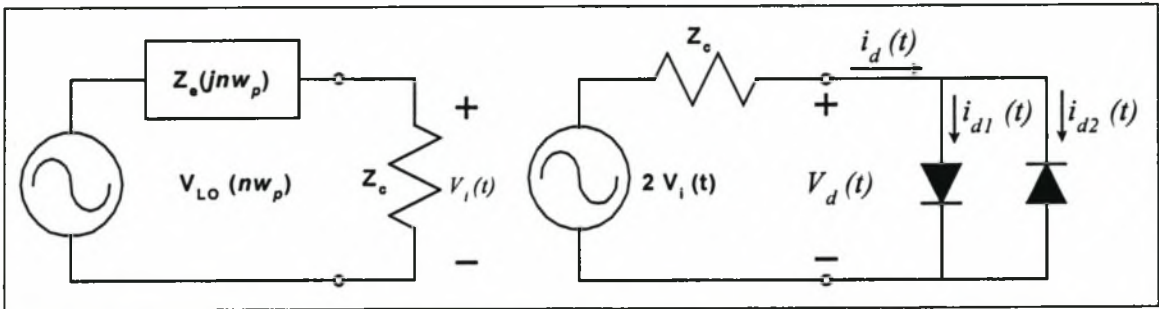 Z_e(jnw_p)
V_LO (nw_p)
Z_c
+
V_i(t)
−
Z_c
2 V_i (t)
i_d(t)
+
V_d(t)
−
i_d1 (t)
i_d2 (t)